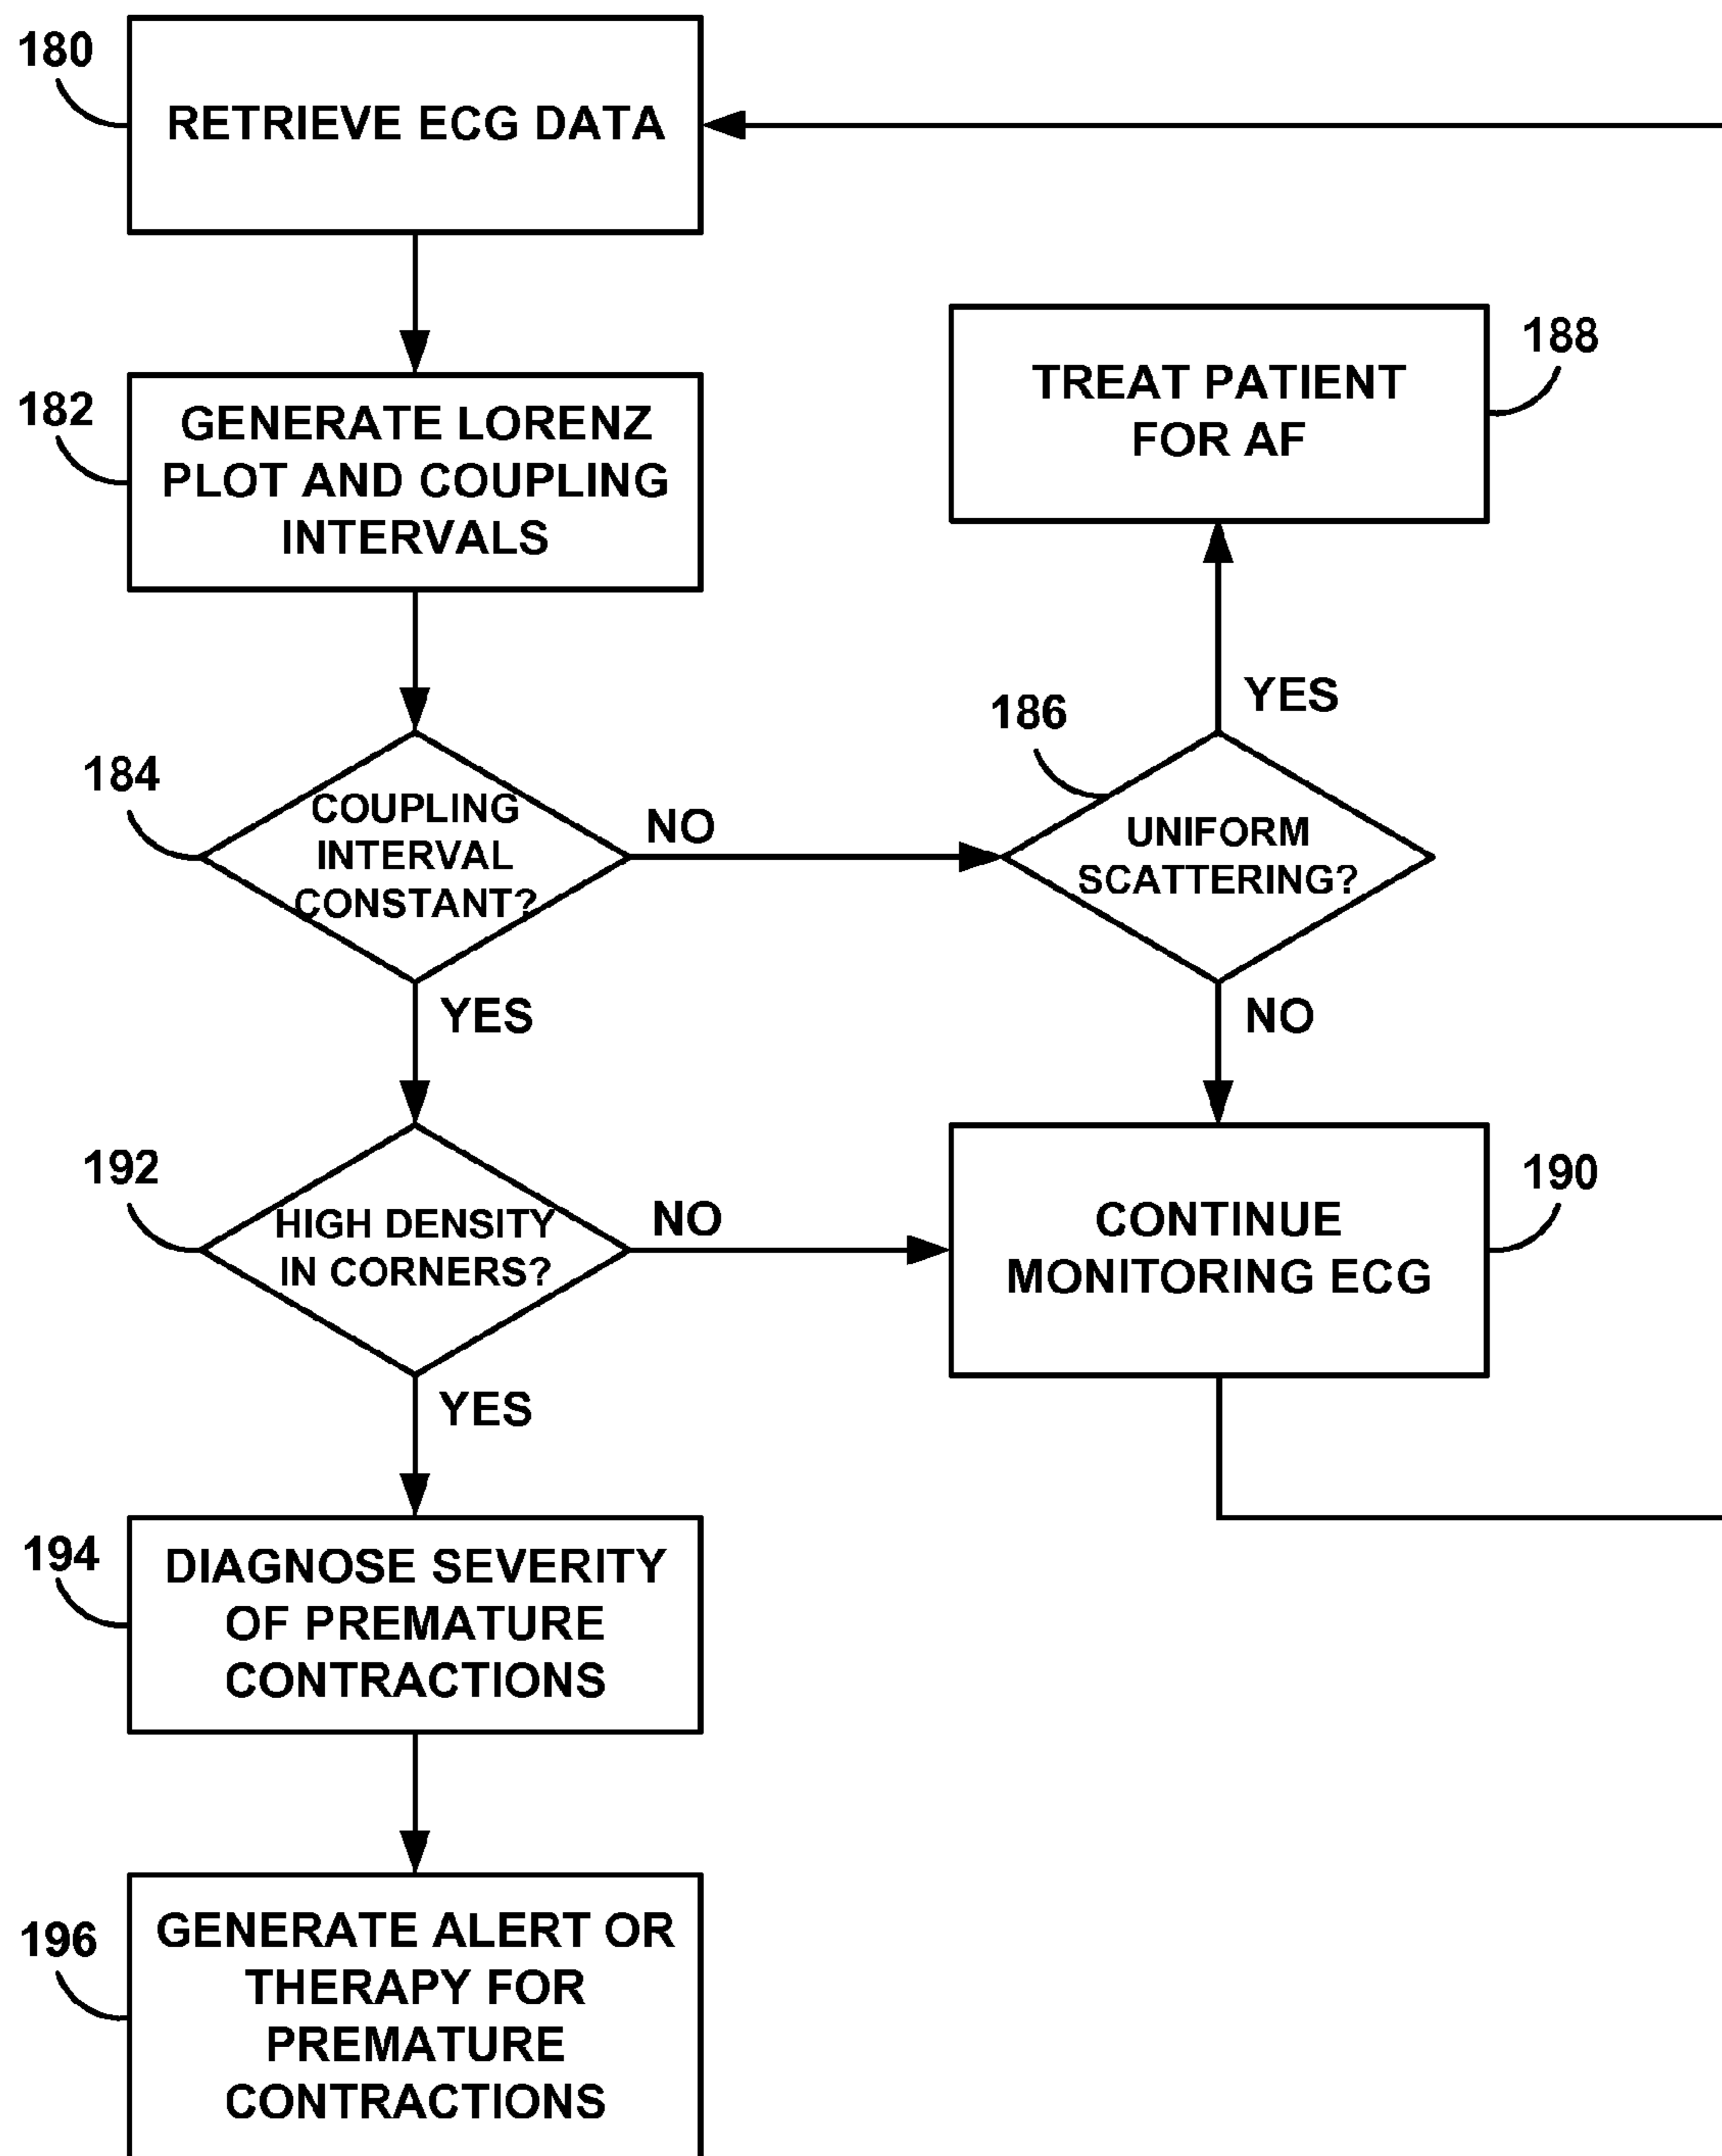 180
RETRIEVE ECG DATA
182
GENERATE LORENZ
PLOT AND COUPLING
INTERVALS
188
TREAT PATIENT
FOR AF
184
COUPLING
INTERVAL
CONSTANT?
NO
186
UNIFORM
SCATTERING?
YES
NO
YES
192
HIGH DENSITY
IN CORNERS?
NO
190
CONTINUE
MONITORING ECG
YES
194
DIAGNOSE SEVERITY
OF PREMATURE
CONTRACTIONS
196
GENERATE ALERT OR
THERAPY FOR
PREMATURE
CONTRACTIONS